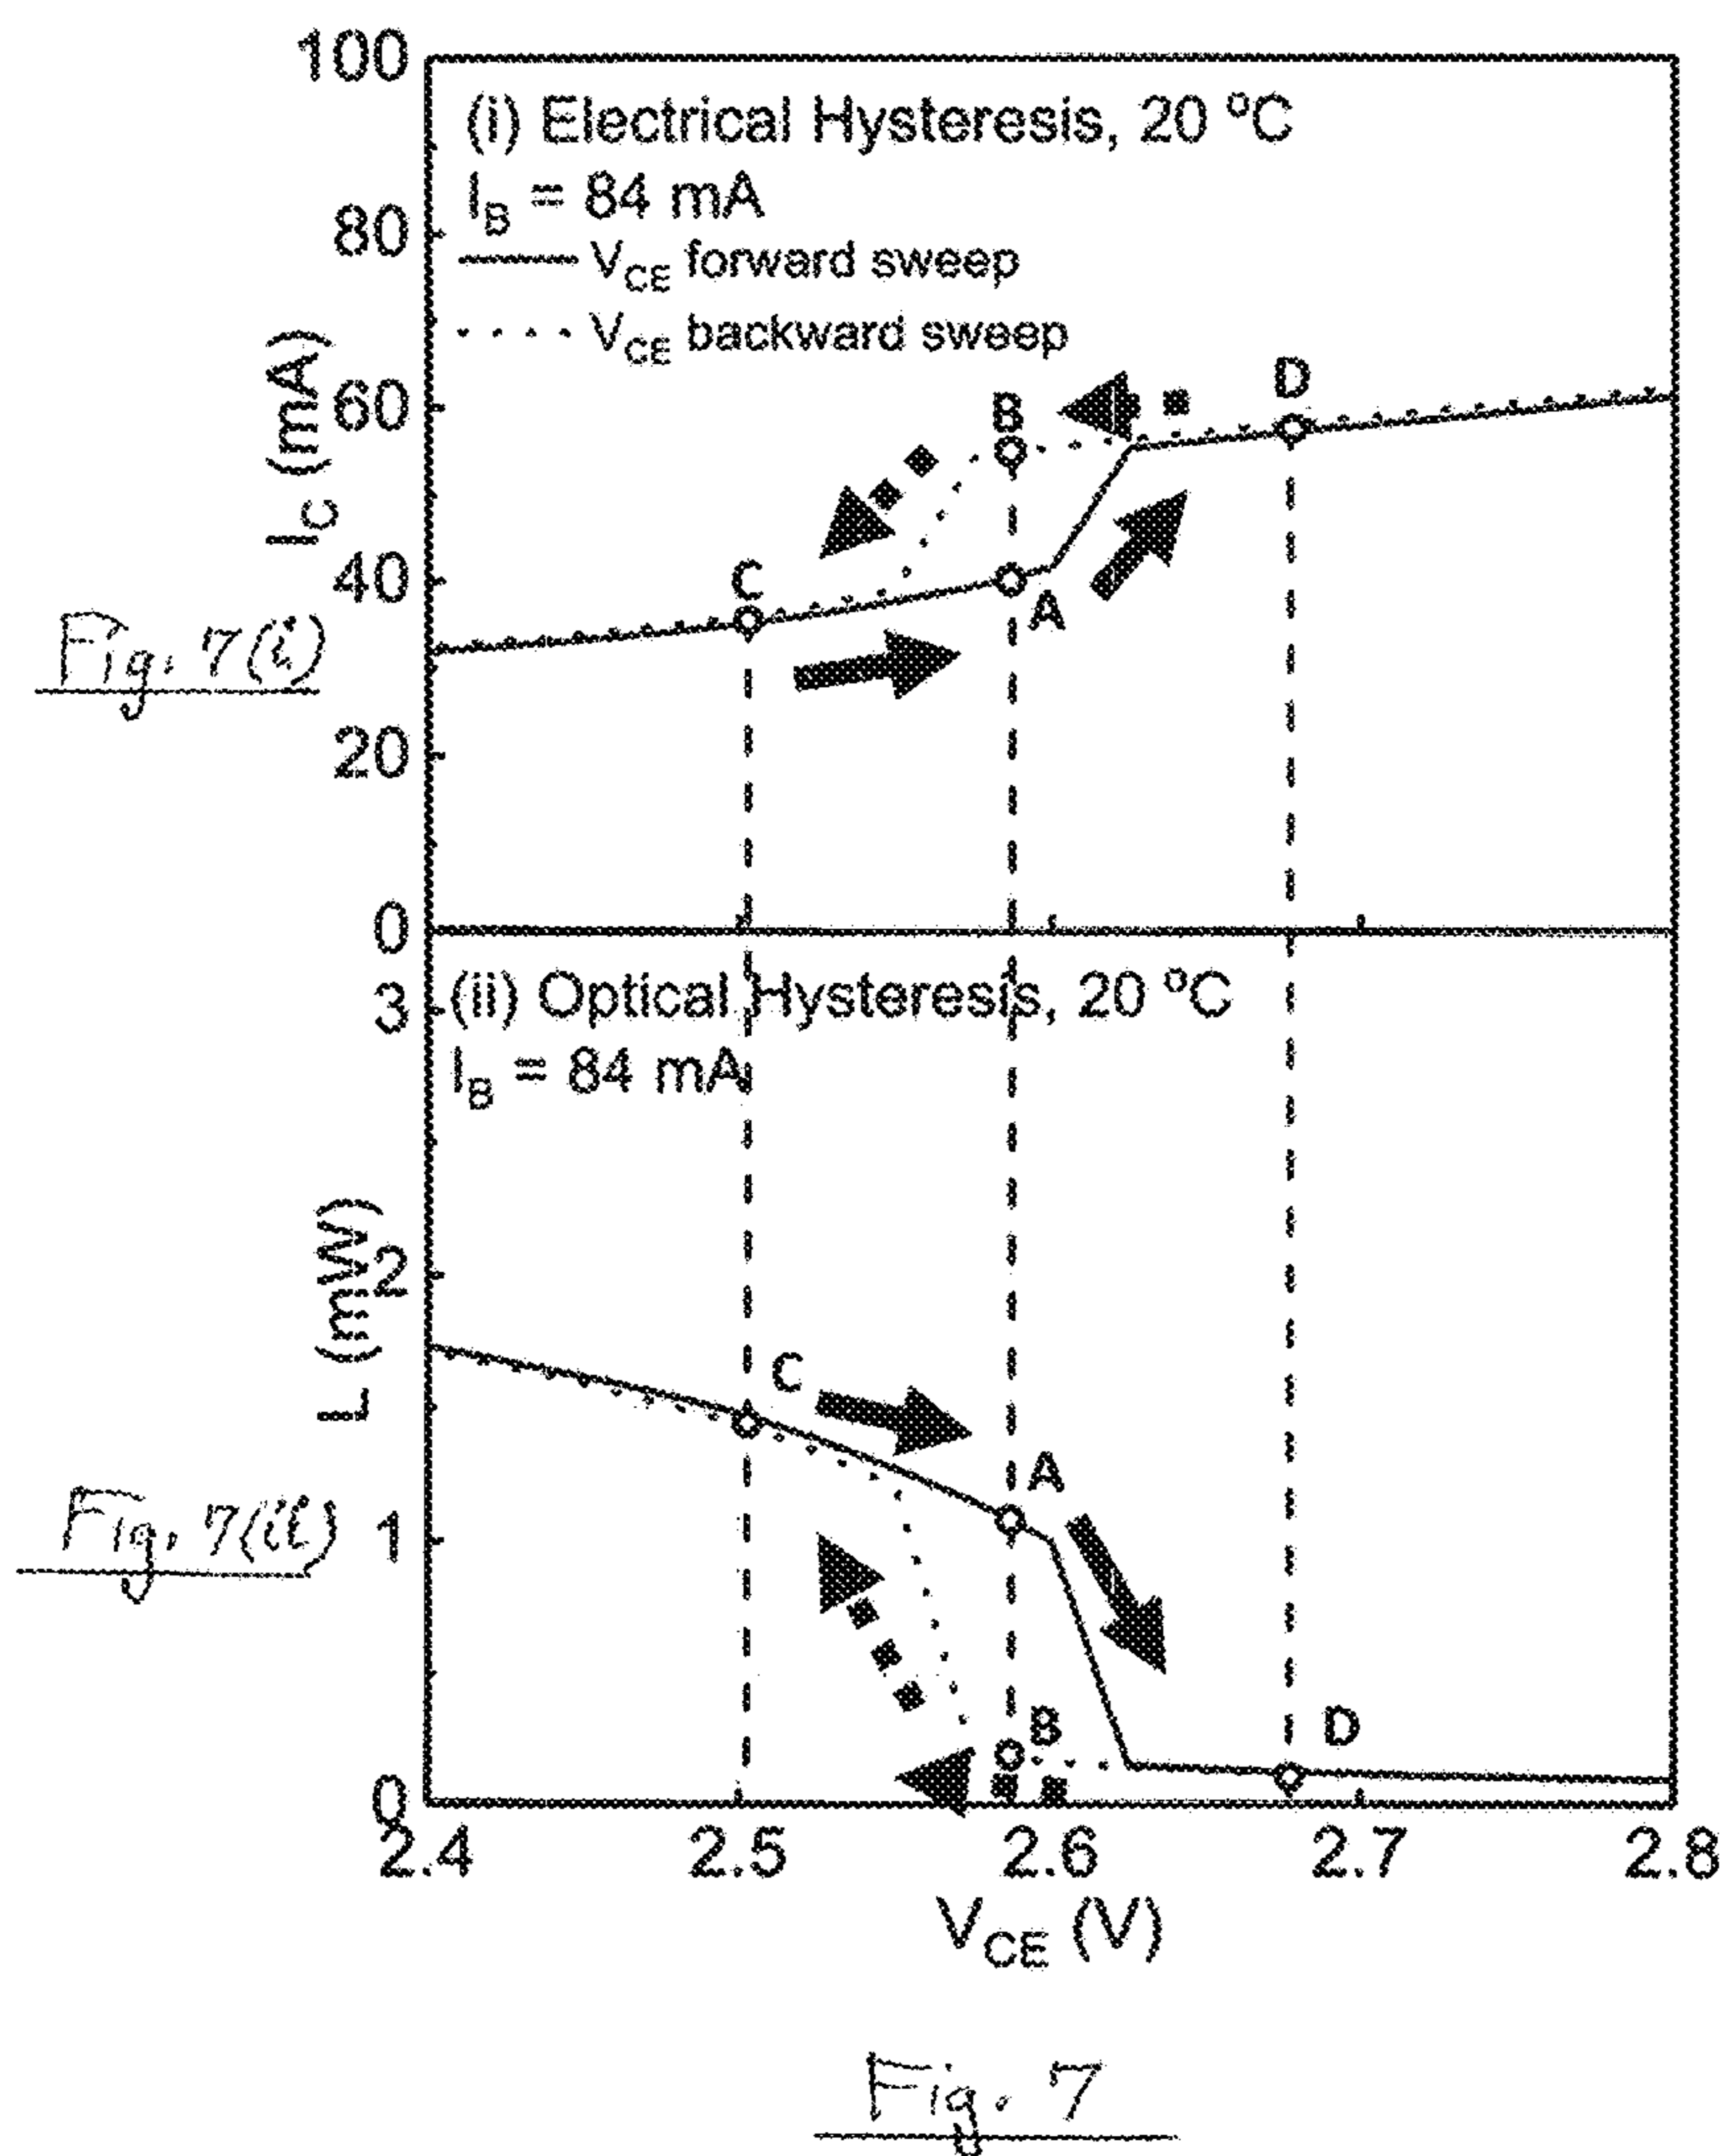 100
(i) Electrical Hysteresis, 20 °C
I_B = 84 mA
80
V_CE forward sweep
V_CE backward sweep
I_C (mA)
60
B
D
40
C
A
Fig. 7(i)
20
0
3
(ii) Optical Hysteresis, 20 °C
I_B = 84 mA
L (mW)
2
C
A
Fig. 7(ii)
1
B
D
0
2.4 2.5 2.6 2.7 2.8
V_CE (V)
Fig. 7